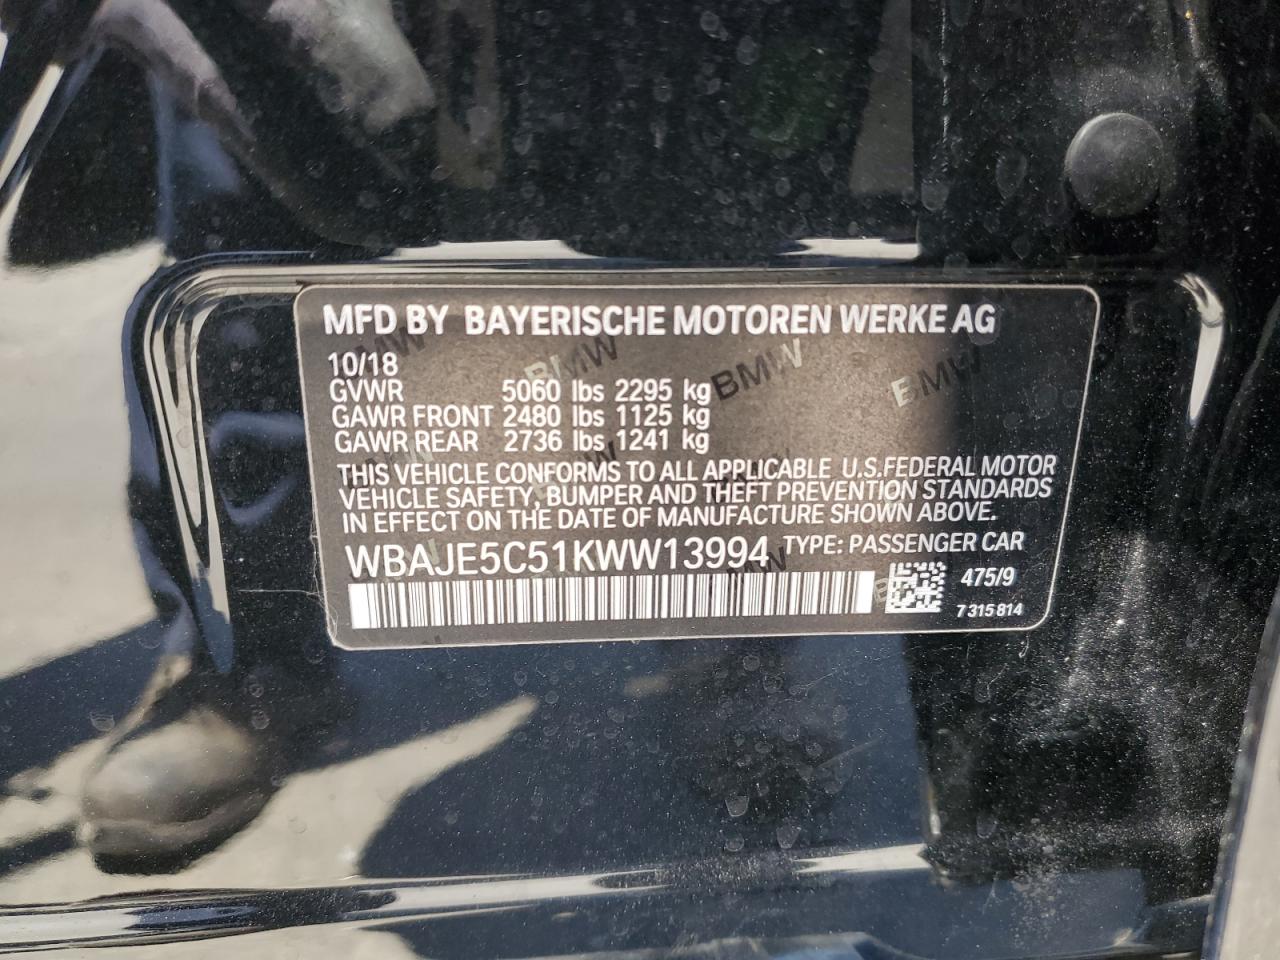 MFD BY BAYERISCHE MOTOREN WERKE AG
10/18
GVWR 5060 lbs 2295 kg
GAWR FRONT 2480 lbs 1125 kg
GAWR REAR 2736 lbs 1241 kg
THIS VEHICLE CONFORMS TO ALL APPLICABLE U.S.FEDERAL MOTOR
VEHICLE SAFETY, BUMPER AND THEFT PREVENTION STANDARDS
IN EFFECT ON THE DATE OF MANUFACTURE SHOWN ABOVE.
WBAJE5C51KWW13994 TYPE: PASSENGER CAR
475/9
7 315 814
BMW
BMW
BMW